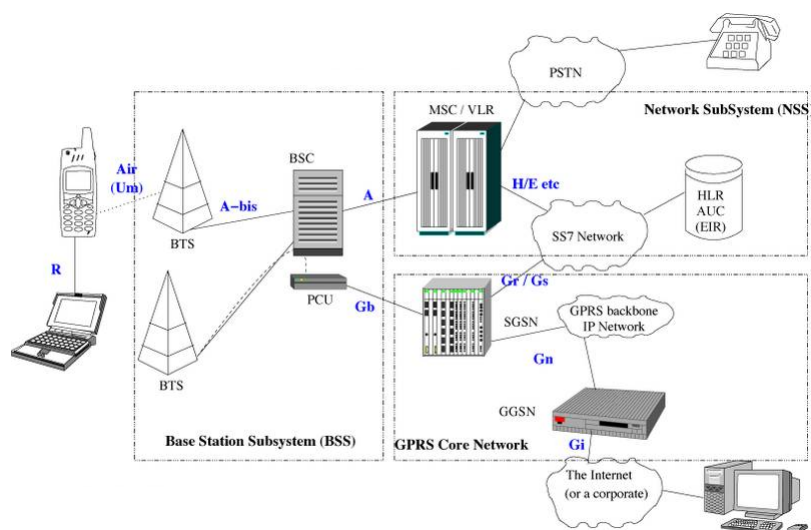 PSTN
MSC / VLR
Network SubSystem (NSS
BSC
Air
(Um)
A-bis
A
H/E etc
HLR
AUC
(EIR)
BTS
SS7 Network
R
PCU
Gb
Gr / Gs
SGSN
GPRS backbone
IP Network
BTS
Gn
GGSN
Base Station Subsystem (BSS)
GPRS Core Network
Gi
The Internet
(or a corporate)